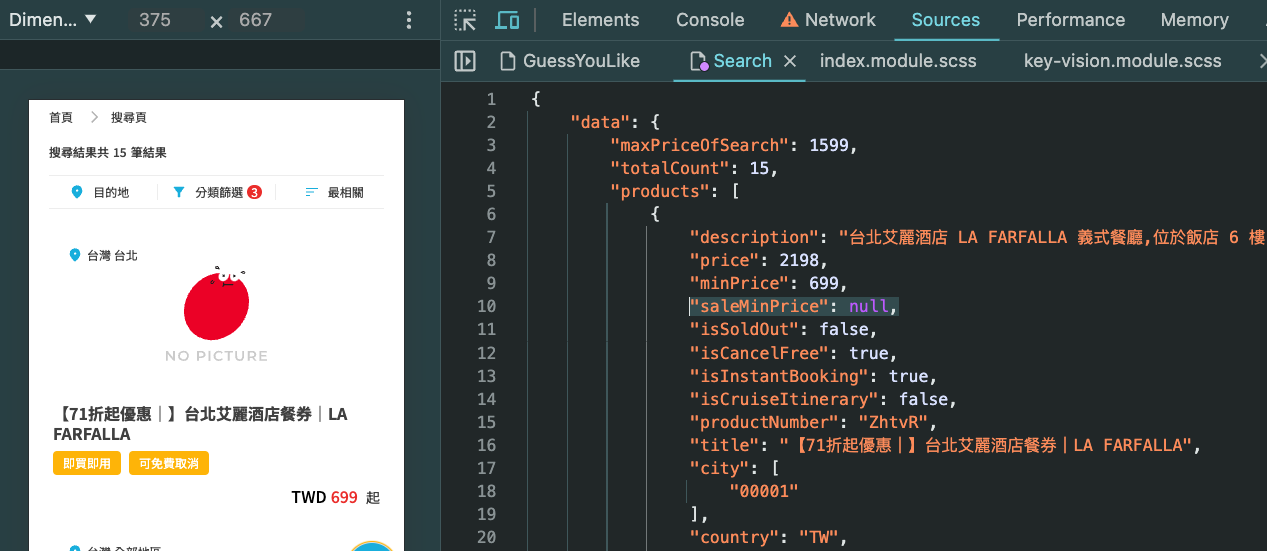 Dimen... ▼ 375 × 667
Elements Console Network Sources Performance Memory
GuessYouLike Search × index.module.scss key-vision.module.scss
首頁 > 搜尋頁
搜尋結果共 15 筆結果
目的地 分類篩選 3 最相關
台灣 台北
NO PICTURE
【71折起優惠｜】台北艾麗酒店餐券｜LA
FARFALLA
即買即用 可免費取消
TWD 699 起
台灣 全部地區
1 {
2 "data": {
3 "maxPriceOfSearch": 1599,
4 "totalCount": 15,
5 "products": [
6 {
7 "description": "台北艾麗酒店 LA FARFALLA 義式餐廳,位於飯店 6 樓
8 "price": 2198,
9 "minPrice": 699,
10 "saleMinPrice": null,
11 "isSoldOut": false,
12 "isCancelFree": true,
13 "isInstantBooking": true,
14 "isCruiseItinerary": false,
15 "productNumber": "ZhtvR",
16 "title": "【71折起優惠｜】台北艾麗酒店餐券｜LA FARFALLA",
17 "city": [
18 "00001"
19 ],
20 "country": "TW",